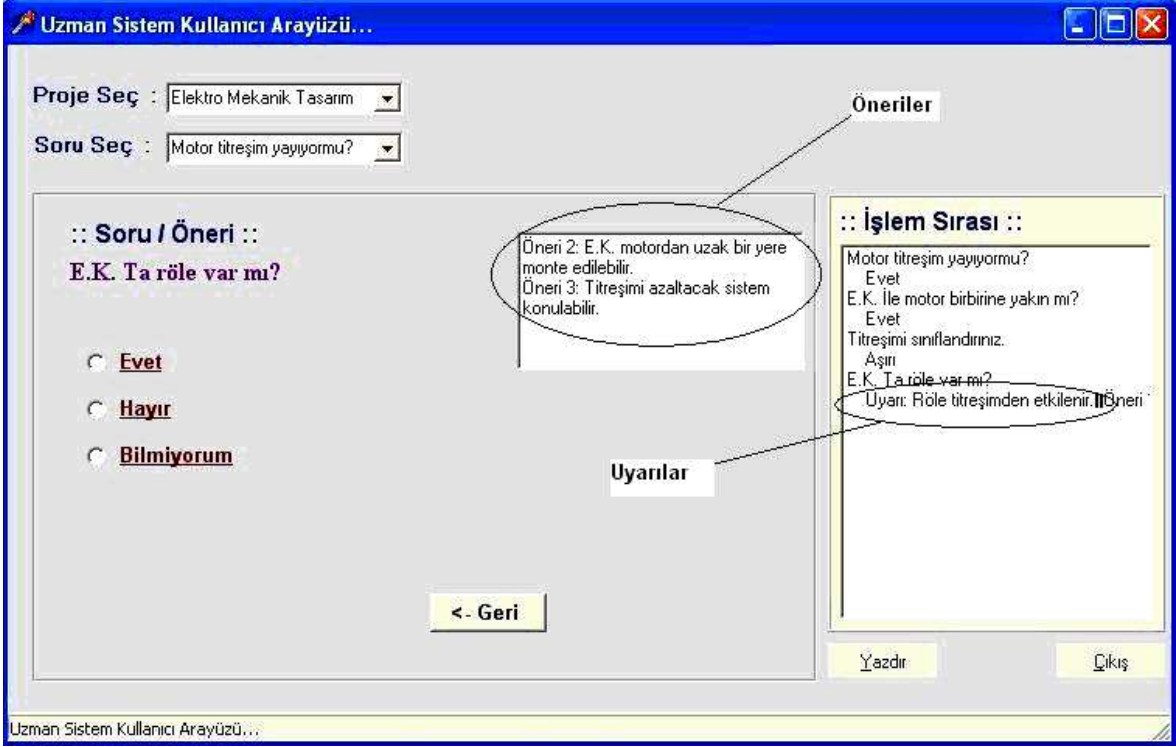 Uzman Sistem Kullanıcı Arayüzü...
Proje Seç : Elektro Mekanik Tasarım
Soru Seç : Motor titreşim yayıyormu?
Öneriler
:: Soru / Öneri ::
E.K. Ta röle var mı?
Evet
Hayır
Bilmiyorum
Öneri 2: E.K. motordan uzak bir yere
monte edilebilir.
Öneri 3: Titreşimi azaltacak sistem
konulabilir.
Uyarılar
<- Geri
:: İşlem Sırası ::
Motor titreşim yayıyormu?
Evet
E.K. İle motor birbirine yakın mı?
Evet
Titreşimi sınıflandırınız.
Aşırı
E.K. Ta röle var mı?
Uyarı: Röle titreşimden etkilenir.||Öneri
Yazdır
Çıkış
Uzman Sistem Kullanıcı Arayüzü...